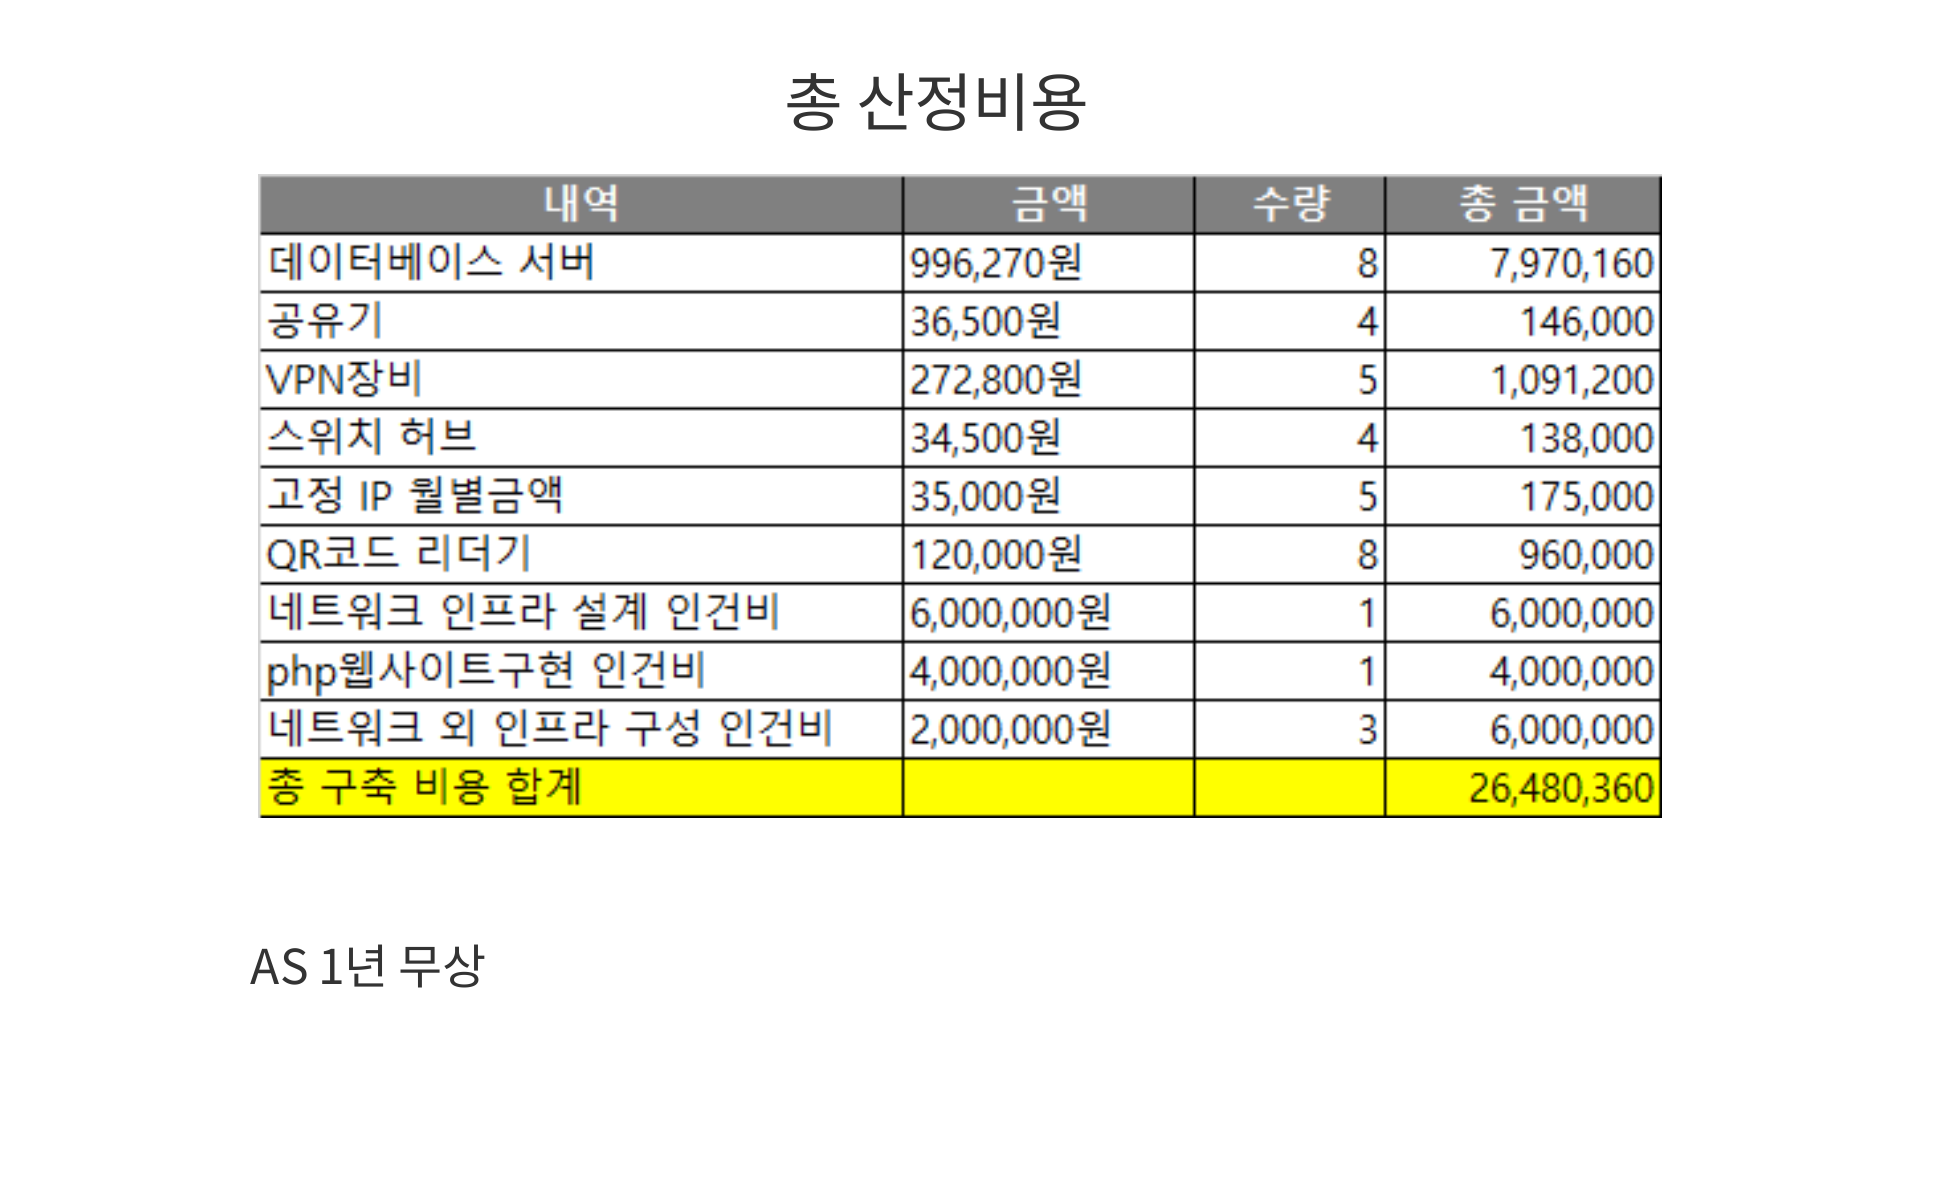 총 산정비용
내역 금액 수량 총 금액
데이터베이스 서버 996,270원 8 7,970,160
공유기 36,500원 4 146,000
VPN장비 272,800원 5 1,091,200
스위치 허브 34,500원 4 138,000
고정 IP 월별금액 35,000원 5 175,000
QR코드 리더기 120,000원 8 960,000
네트워크 인프라 설계 인건비 6,000,000원 1 6,000,000
php웹사이트구현 인건비 4,000,000원 1 4,000,000
네트워크 외 인프라 구성 인건비 2,000,000원 3 6,000,000
총 구축 비용 합계 26,480,360
AS 1년 무상